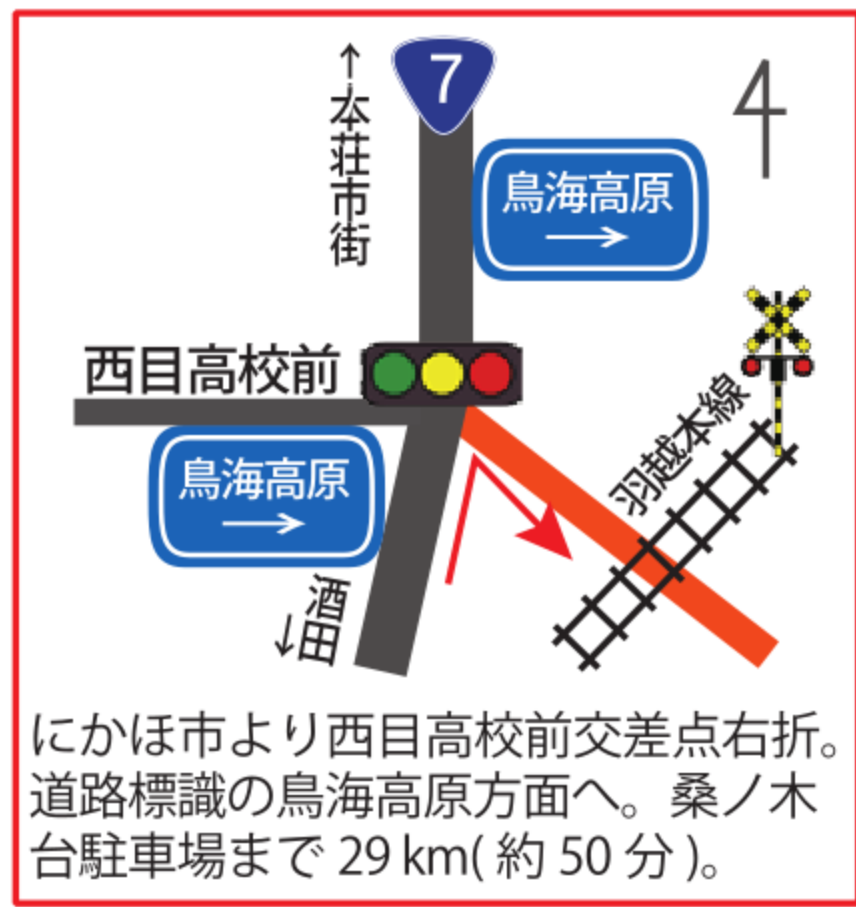 7
←本荘市街
鳥海高原
→
西目高校前
鳥海高原
→
羽越本線
酒田
←
にかほ市より西目高校前交差点右折。
道路標識の鳥海高原方面へ。桑ノ木
台駐車場まで 29 km( 約 50 分 )。